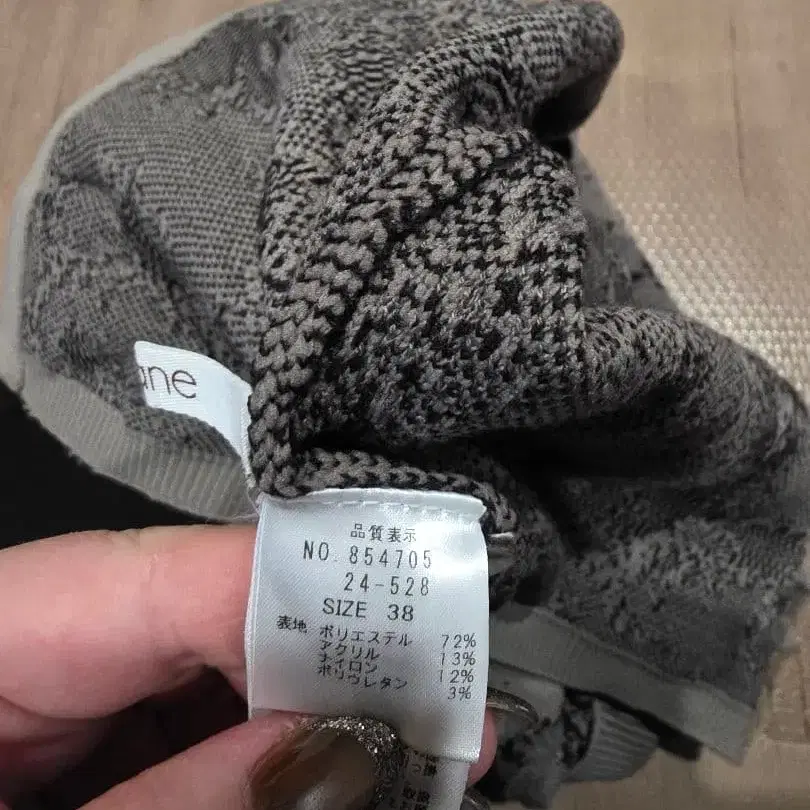 ane
品質表示
NO. 854705
24-528
SIZE 38
表地 ポリエステル 72%
アクリル 13%
ナイロン 12%
ポリウレタン 3%